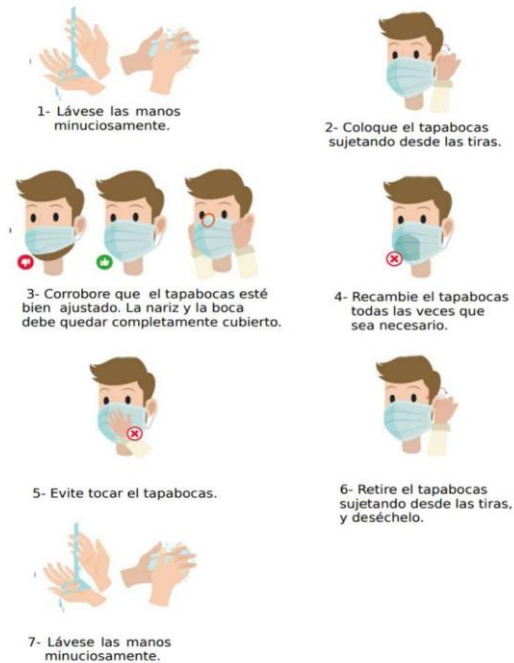 1- Lávese las manos
minuciosamente.
2- Coloque el tapabocas
sujetando desde las tiras.
3- Corrobore que el tapabocas esté
bien ajustado. La nariz y la boca
debe quedar completamente cubierto.
4- Recambie el tapabocas
todas las veces que
sea necesario.
5- Evite tocar el tapabocas.
6- Retire el tapabocas
sujetando desde las tiras,
y deséchelo.
7- Lávese las manos
minuciosamente.